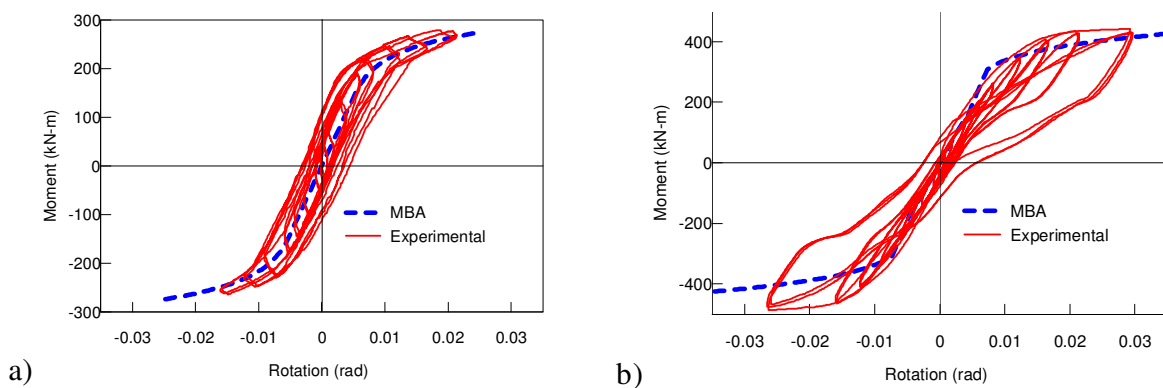 300
200
100
0
-100
-200
-300
Moment (kN-m)
MBA
Experimental
-0.03 -0.02 -0.01 0 0.01 0.02 0.03
Rotation (rad)
a)
400
200
0
-200
-400
Moment (kN-m)
MBA
Experimental
-0.03 -0.02 -0.01 0 0.01 0.02 0.03
Rotation (rad)
b)